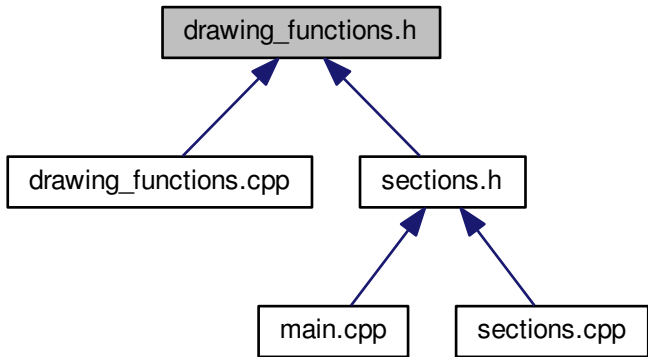 drawing_functions.h
drawing_functions.cpp
sections.h
main.cpp
sections.cpp